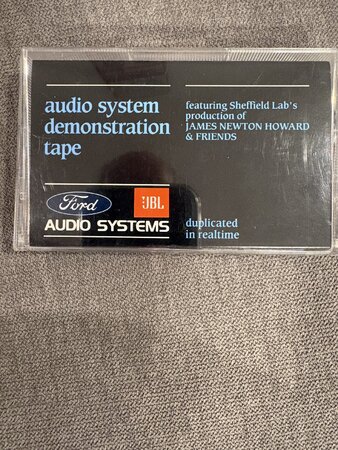 audio system
demonstration
tape
featuring Sheffield Lab's
production of
JAMES NEWTON HOWARD
& FRIENDS
Ford
JBL
AUDIO SYSTEMS
duplicated
in realtime